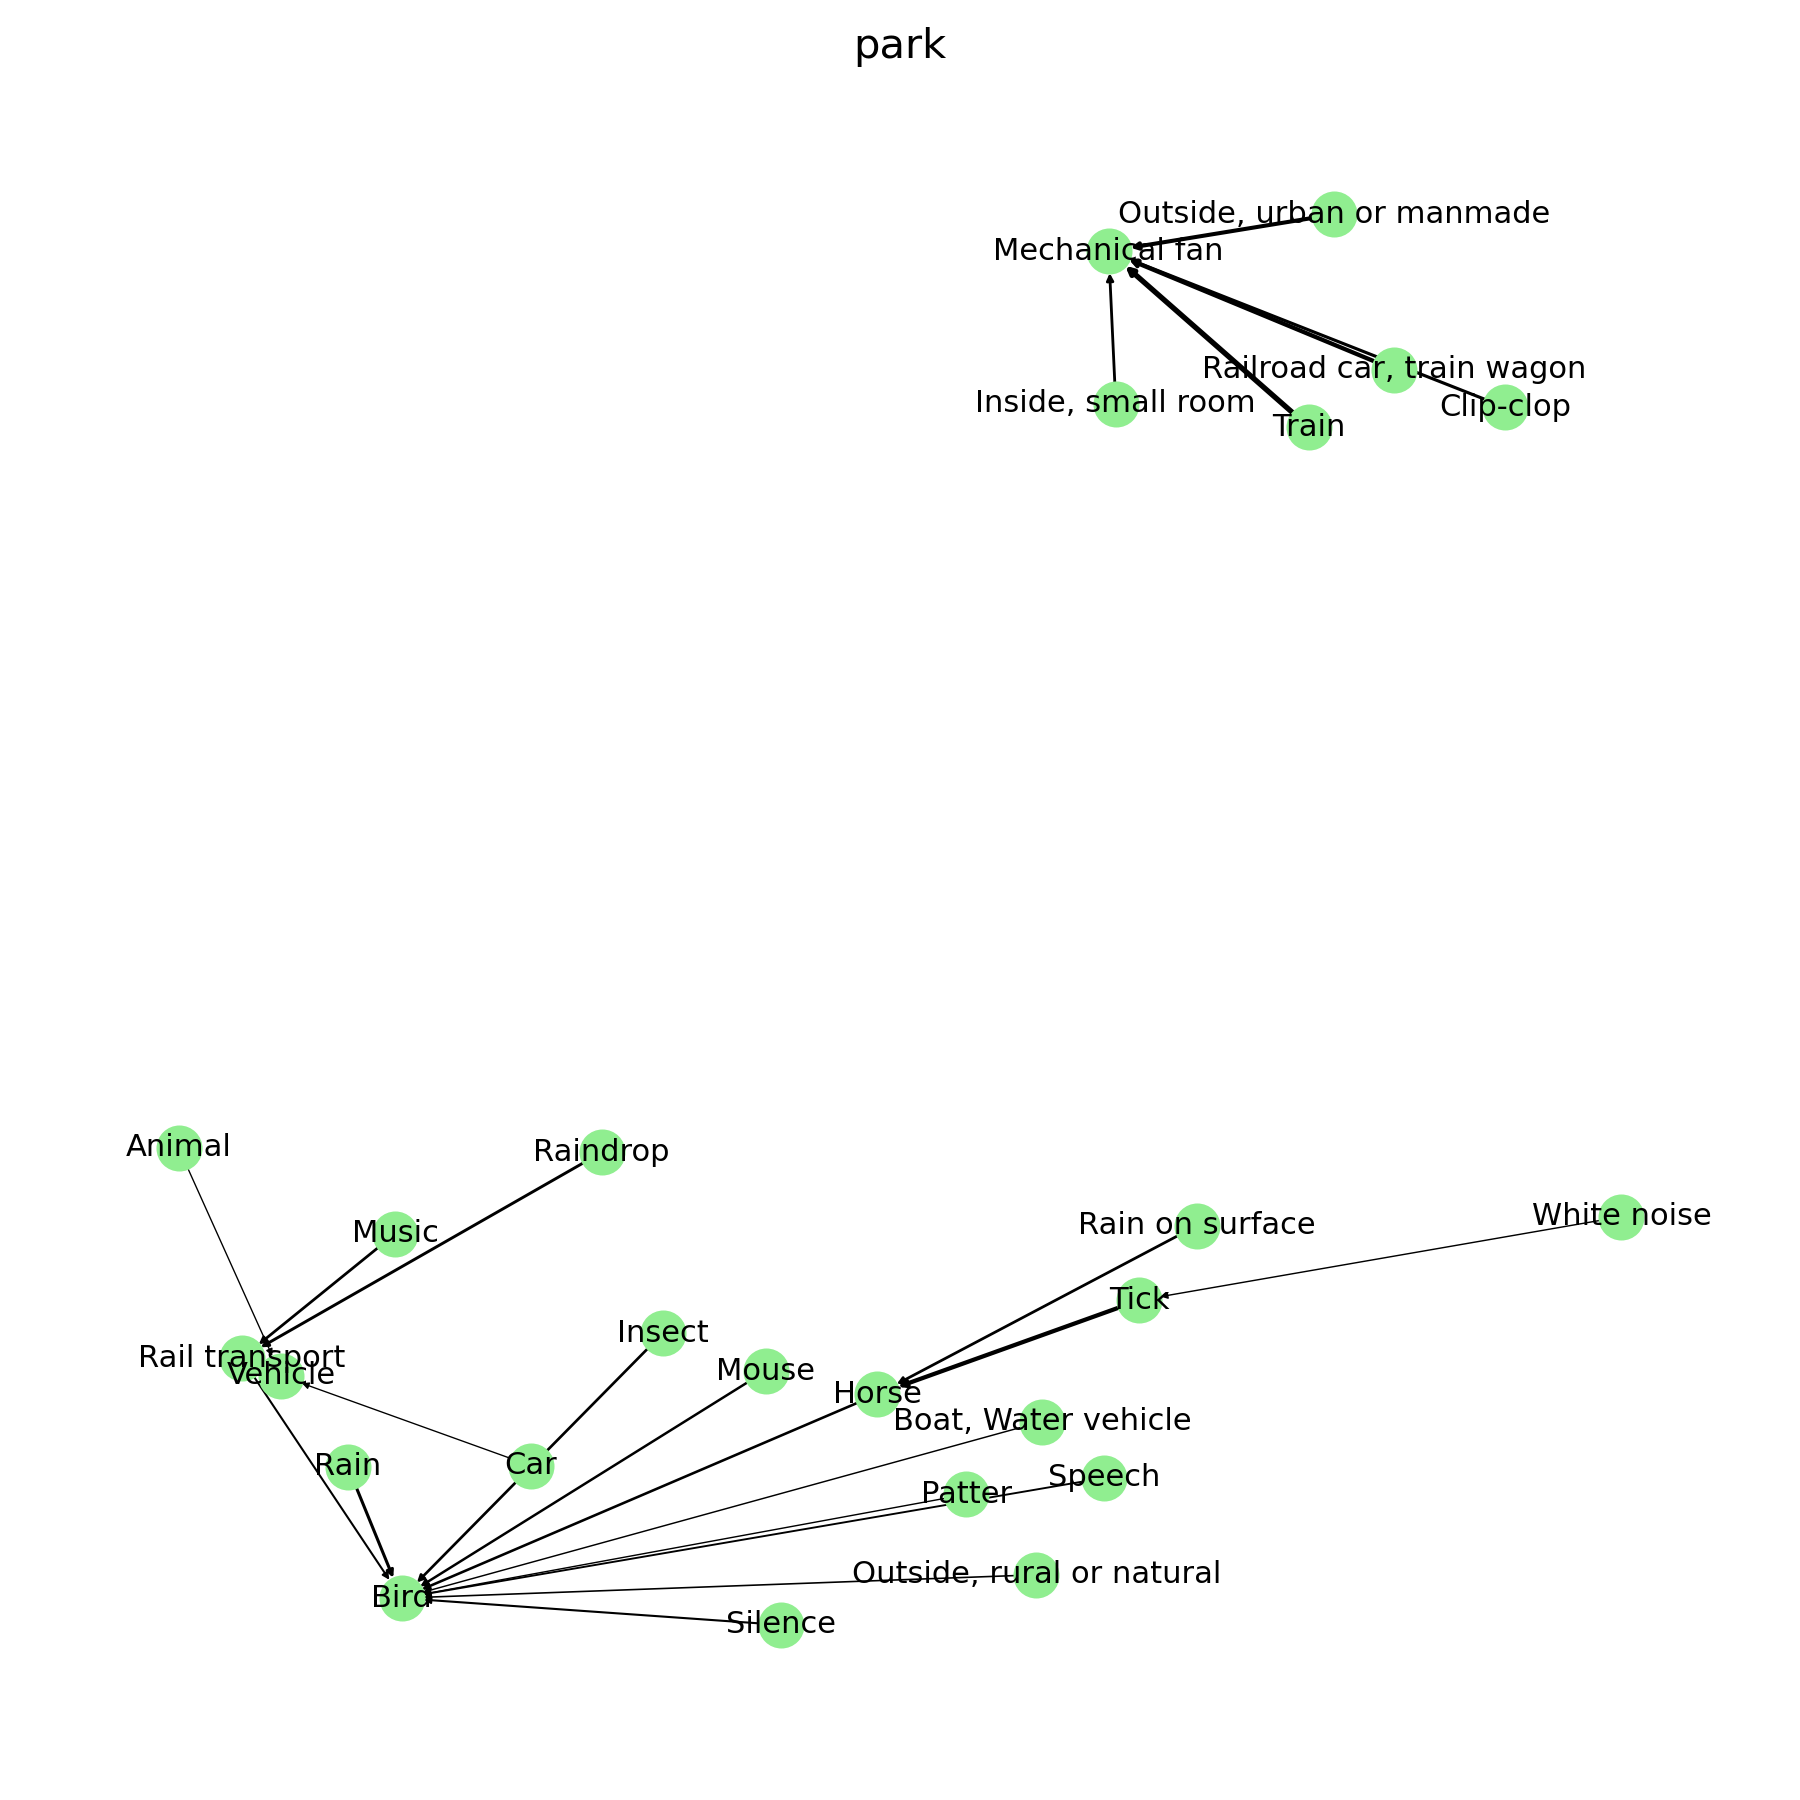 park
Outside, urban or manmade
Mechanical fan
Railroad car, train wagon
Inside, small room
Clip-clop
Train
Animal
Raindrop
Music
Rain on surface
White noise
Tick
Insect
Rail transport
Vehicle
Mouse
Horse
Boat, Water vehicle
Rain
Car
Speech
Patter
Outside, rural or natural
Bird
Silence